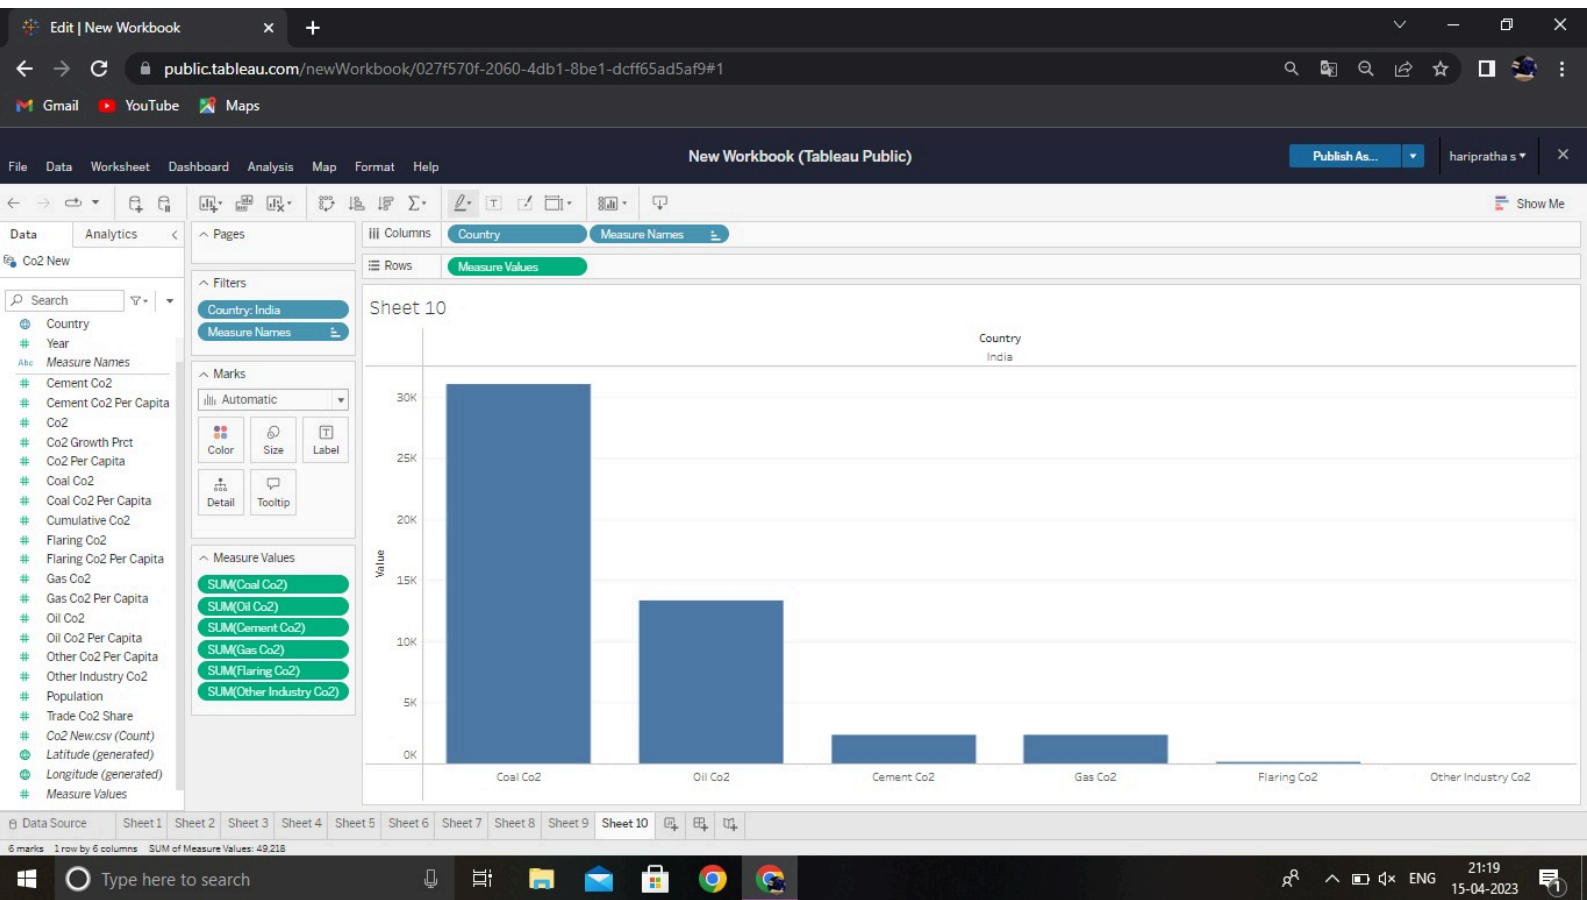 Edit | New Workbook
public.tableau.com/newWorkbook/027f570f-2060-4db1-8be1-dcff65ad5af9#1
Gmail YouTube Maps
New Workbook (Tableau Public)
Publish As...
haripratha s
File Data Worksheet Dashboard Analysis Map Format Help
Show Me
Data Analytics
Co2 New
Search
Country
Year
Abc Measure Names
Cement Co2
Cement Co2 Per Capita
Co2
Co2 Growth Prct
Co2 Per Capita
Coal Co2
Coal Co2 Per Capita
Cumulative Co2
Flaring Co2
Flaring Co2 Per Capita
Gas Co2
Gas Co2 Per Capita
Oil Co2
Oil Co2 Per Capita
Other Co2 Per Capita
Other Industry Co2
Population
Trade Co2 Share
Co2 New.csv (Count)
Latitude (generated)
Longitude (generated)
Measure Values
Pages
Filters
Country: India
Measure Names
Marks
Automatic
Color Size Label
Detail Tooltip
Measure Values
SUM(Coal Co2)
SUM(Oil Co2)
SUM(Cement Co2)
SUM(Gas Co2)
SUM(Flaring Co2)
SUM(Other Industry Co2)
Columns Country Measure Names
Rows Measure Values
Sheet 10
Country
India
Value
30K
25K
20K
15K
10K
5K
0K
Coal Co2 Oil Co2 Cement Co2 Gas Co2 Flaring Co2 Other Industry Co2
Data Source Sheet 1 Sheet 2 Sheet 3 Sheet 4 Sheet 5 Sheet 6 Sheet 7 Sheet 8 Sheet 9 Sheet 10
6 marks 1 row by 6 columns SUM of Measure Values: 49,218
Type here to search
ENG
21:19
15-04-2023
1